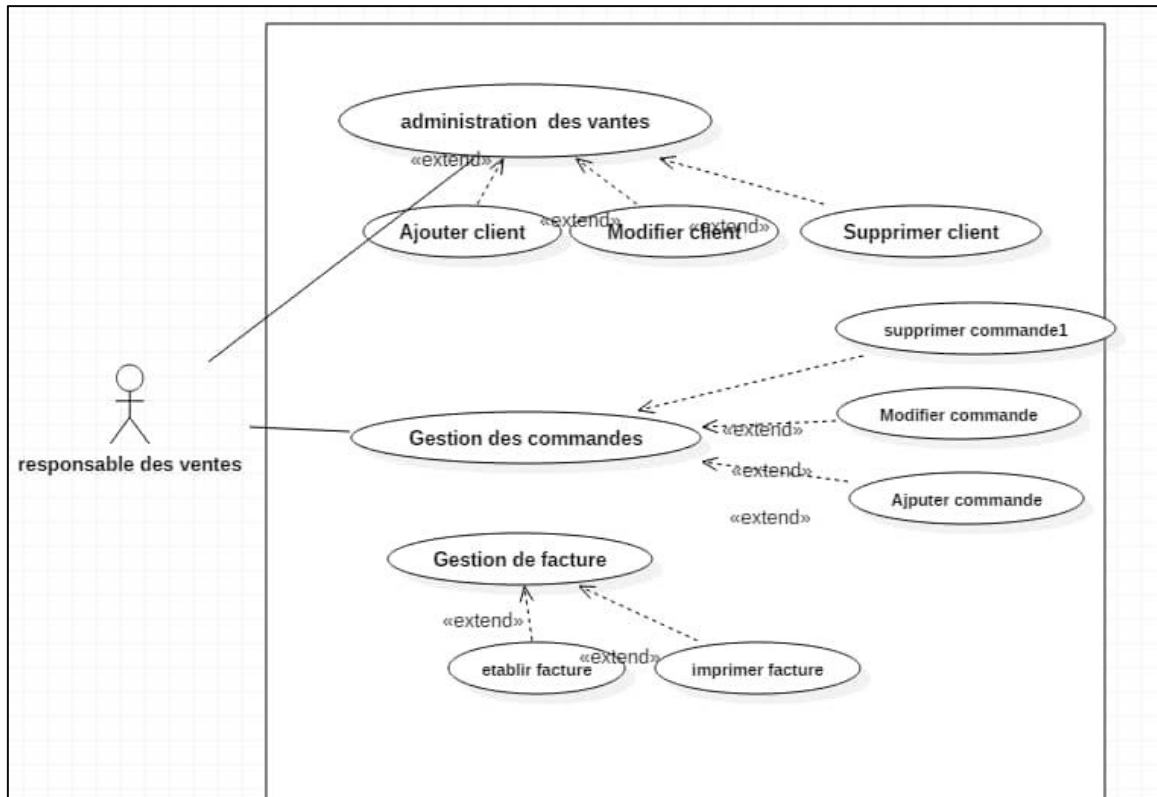 administration des vantes
«extend»
Ajouter client
«extend»
Modifier client
«extend»
Supprimer client
supprimer commande1
Modifier commande
«extend»
Gestion des commandes
responsable des ventes
«extend»
Ajputer commande
«extend»
Gestion de facture
«extend»
etablir facture
«extend»
imprimer facture